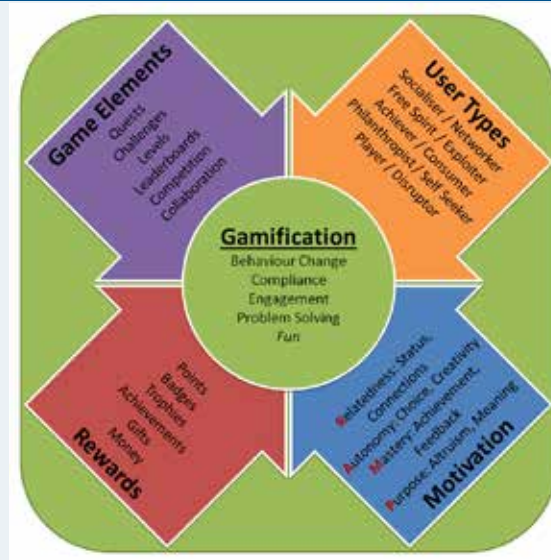 Game Elements
Quests
Challenges
Levels
Leaderboards
Competition
Collaboration
User Types
Socialiser / Networker
Free Spirit / Exploiter
Achiever / Consumer
Philanthropist / Self Seeker
Player / Disruptor
Gamification
Behaviour Change
Compliance
Engagement
Problem Solving
Fun
Points
Badges
Trophies
Achievements
Gifts
Money
Rewards
Relatedness: Status,
Connections
Autonomy: Choice, Creativity
Mastery: Achievement,
Feedback
Purpose: Altruism, Meaning
Motivation